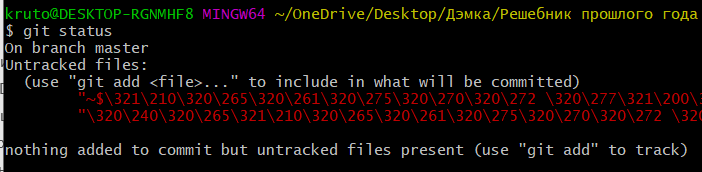 kruto@DESKTOP-RGNMHF8 MINGW64 ~/OneDrive/Desktop/Дэмка/Решебник прошлого года
$ git status
On branch master
Untracked files:
  (use "git add <file>..." to include in what will be committed)
        "~$\321\210\320\265\320\261\320\275\320\270\320\272 \320\277\321\200\3
        "\320\240\320\265\321\210\320\265\320\261\320\275\320\270\320\272 \320

nothing added to commit but untracked files present (use "git add" to track)